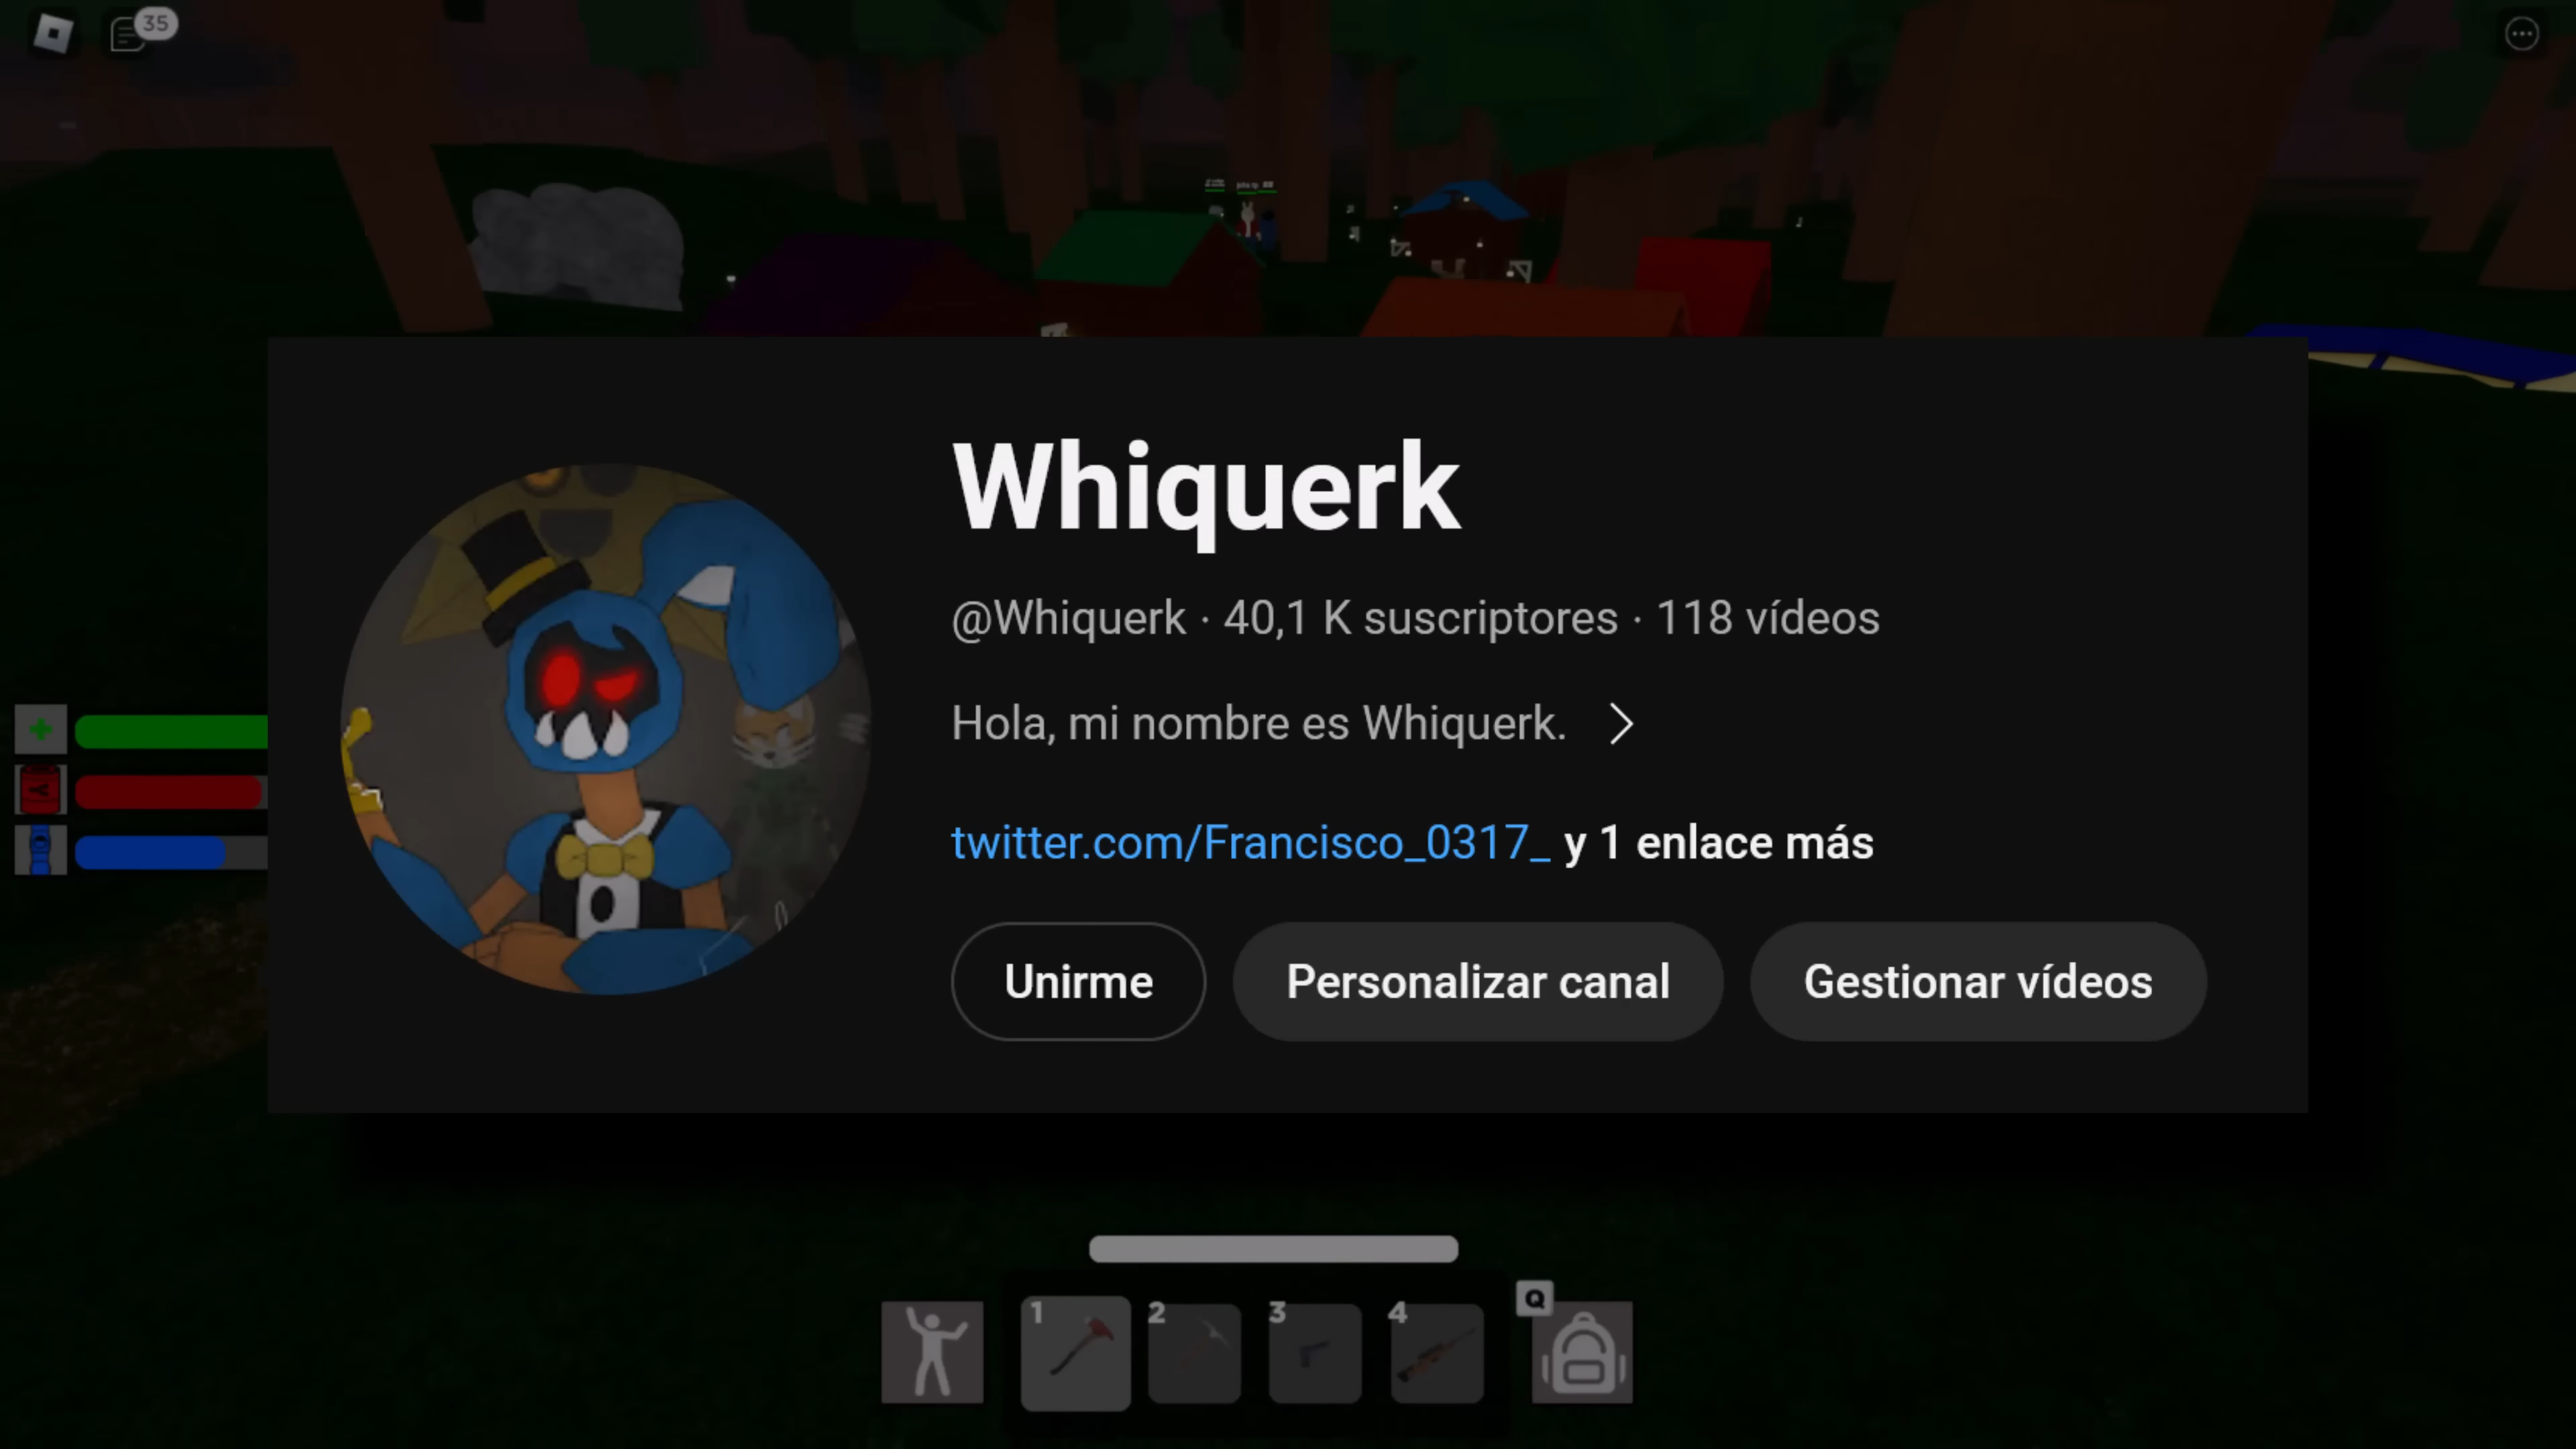 35
Whiquerk
@Whiquerk · 40,1 K suscriptores · 118 vídeos
Hola, mi nombre es Whiquerk.
twitter.com/Francisco_0317_ y 1 enlace más
Unirme
Personalizar canal
Gestionar vídeos
1
2
3
4
Q